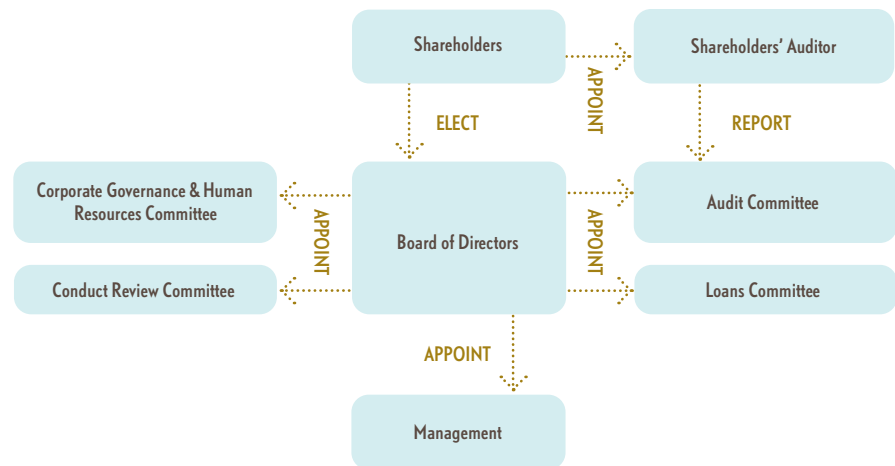 Shareholders
Shareholders' Auditor
APPOINT
ELECT
REPORT
Corporate Governance & Human
Resources Committee
Board of Directors
Audit Committee
APPOINT
APPOINT
Conduct Review Committee
Loans Committee
APPOINT
Management